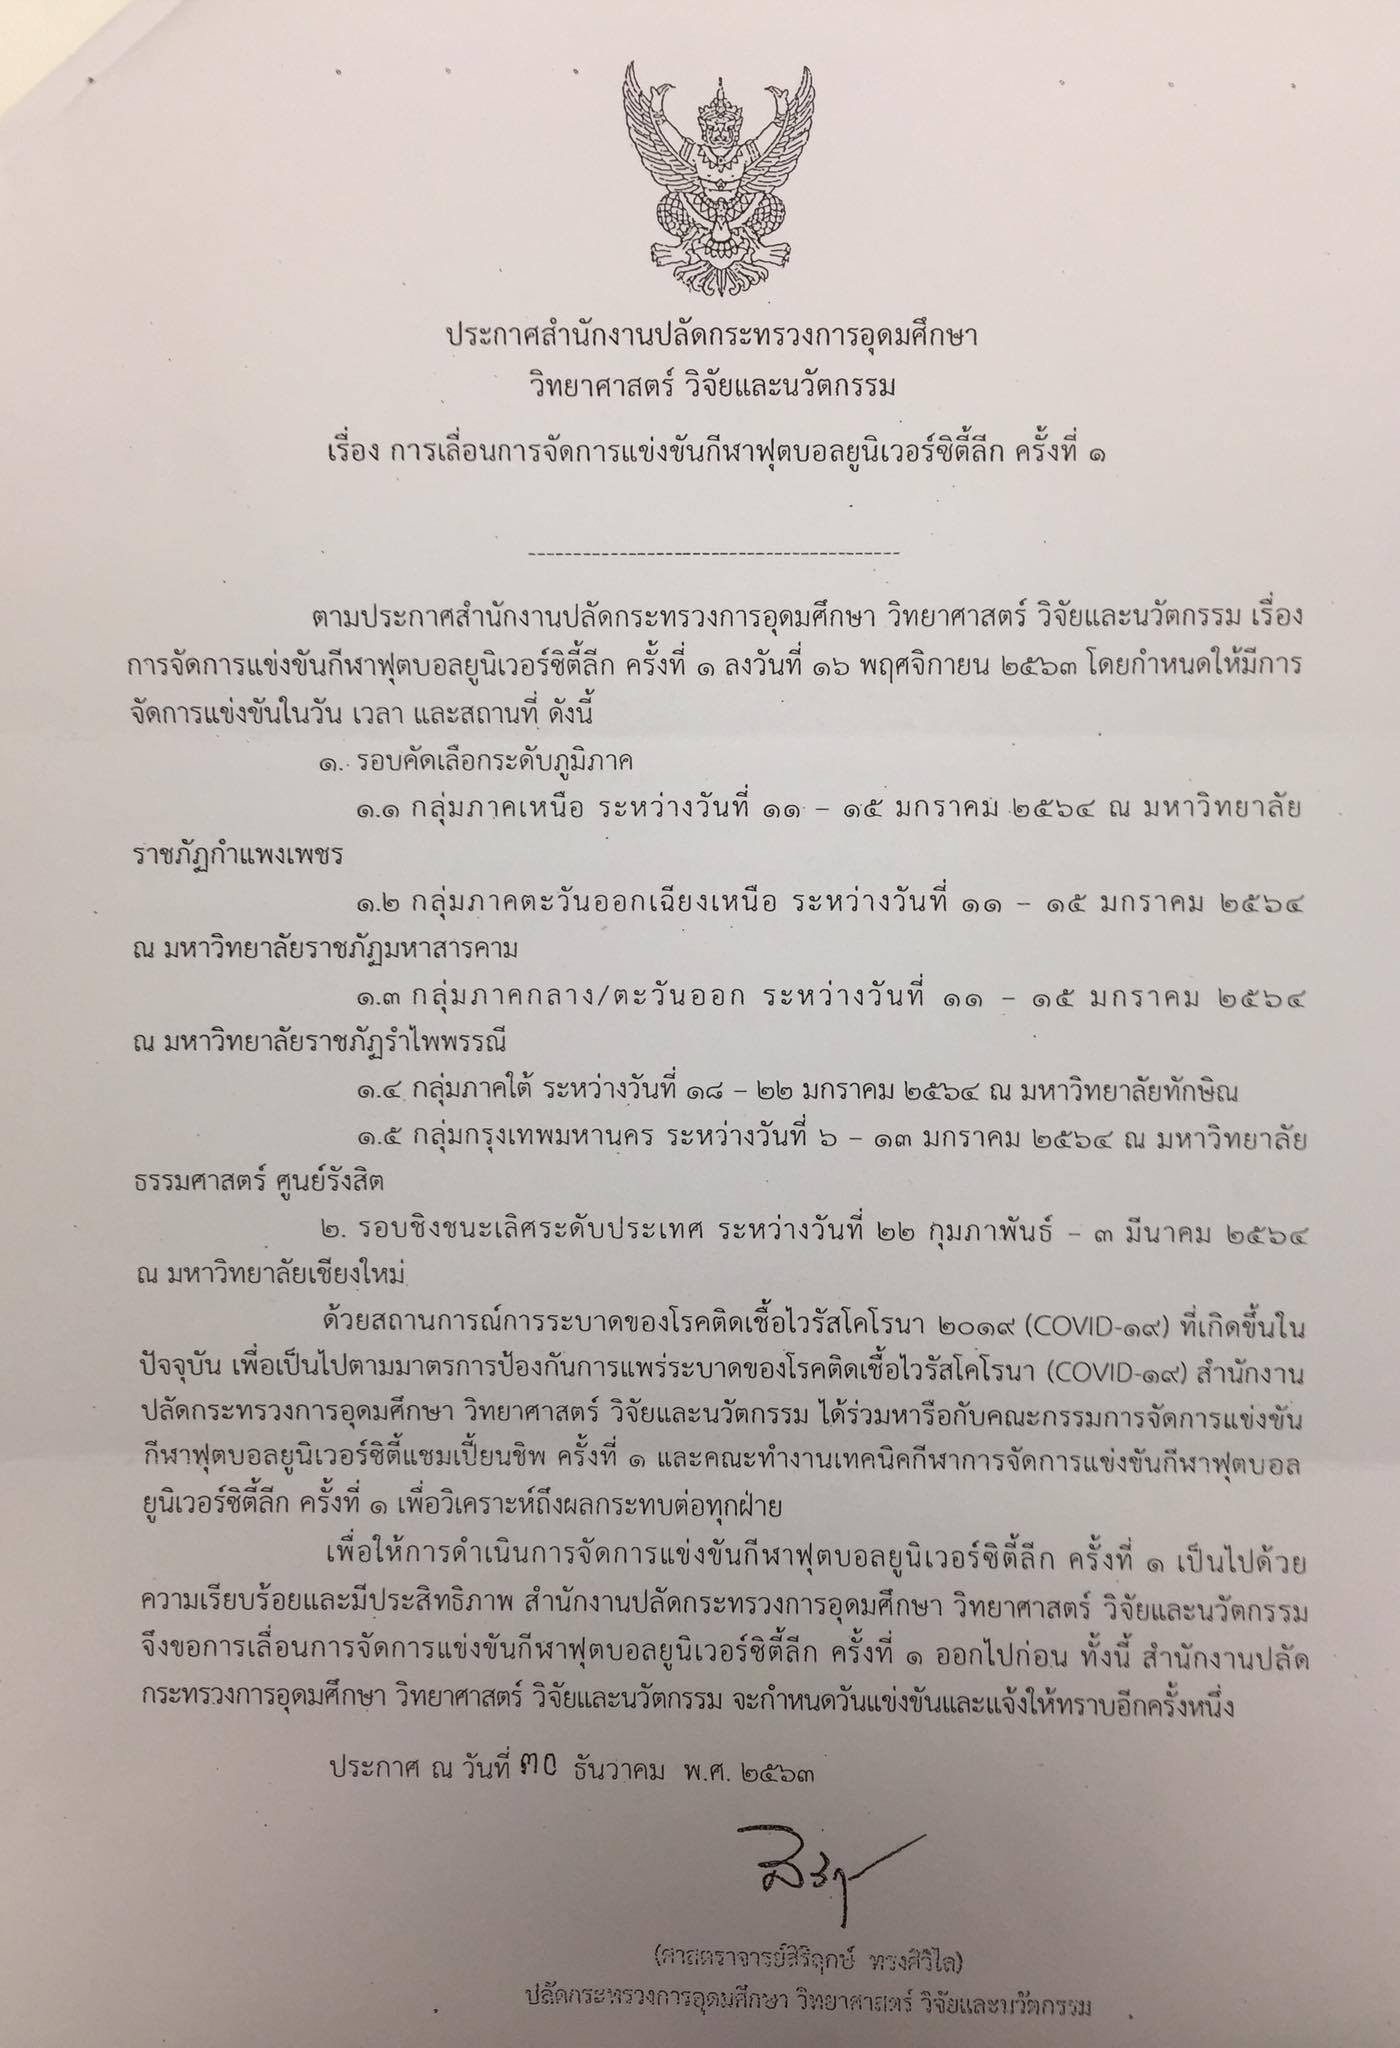 ประกาศสำนักงานปลัดกระทรวงการอุดมศึกษา
วิทยาศาสตร์ วิจัยและนวัตกรรม
เรื่อง การเลื่อนการจัดการแข่งขันกีฬาฟุตบอลยูนิเวอร์ซิตี้ลีก ครั้งที่ ๑
----------------------------------------
ตามประกาศสำนักงานปลัดกระทรวงการอุดมศึกษา วิทยาศาสตร์ วิจัยและนวัตกรรม เรื่อง
การจัดการแข่งขันกีฬาฟุตบอลยูนิเวอร์ซิตี้ลีก ครั้งที่ ๑ ลงวันที่ ๑๖ พฤศจิกายน ๒๕๖๓ โดยกำหนดให้มีการ
จัดการแข่งขันในวัน เวลา และสถานที่ ดังนี้
๑. รอบคัดเลือกระดับภูมิภาค
๑.๑ กลุ่มภาคเหนือ ระหว่างวันที่ ๑๑ – ๑๕ มกราคม ๒๕๖๔ ณ มหาวิทยาลัย
ราชภัฏกำแพงเพชร
๑.๒ กลุ่มภาคตะวันออกเฉียงเหนือ ระหว่างวันที่ ๑๑ – ๑๕ มกราคม ๒๕๖๔
ณ มหาวิทยาลัยราชภัฏมหาสารคาม
๑.๓ กลุ่มภาคกลาง/ตะวันออก ระหว่างวันที่ ๑๑ – ๑๕ มกราคม ๒๕๖๔
ณ มหาวิทยาลัยราชภัฏรำไพพรรณี
๑.๔ กลุ่มภาคใต้ ระหว่างวันที่ ๑๘ – ๒๒ มกราคม ๒๕๖๔ ณ มหาวิทยาลัยทักษิณ
๑.๕ กลุ่มกรุงเทพมหานคร ระหว่างวันที่ ๖ – ๑๓ มกราคม ๒๕๖๔ ณ มหาวิทยาลัย
ธรรมศาสตร์ ศูนย์รังสิต
๒. รอบชิงชนะเลิศระดับประเทศ ระหว่างวันที่ ๒๒ กุมภาพันธ์ – ๓ มีนาคม ๒๕๖๔
ณ มหาวิทยาลัยเชียงใหม่
ด้วยสถานการณ์การระบาดของโรคติดเชื้อไวรัสโคโรนา ๒๐๑๙ (COVID-๑๙) ที่เกิดขึ้นใน
ปัจจุบัน เพื่อเป็นไปตามมาตรการป้องกันการแพร่ระบาดของโรคติดเชื้อไวรัสโคโรนา (COVID-๑๙) สำนักงาน
ปลัดกระทรวงการอุดมศึกษา วิทยาศาสตร์ วิจัยและนวัตกรรม ได้ร่วมหารือกับคณะกรรมการจัดการแข่งขัน
กีฬาฟุตบอลยูนิเวอร์ซิตี้แชมเปี้ยนชิพ ครั้งที่ ๑ และคณะทำงานเทคนิคกีฬาการจัดการแข่งขันกีฬาฟุตบอล
ยูนิเวอร์ซิตี้ลีก ครั้งที่ ๑ เพื่อวิเคราะห์ถึงผลกระทบต่อทุกฝ่าย
เพื่อให้การดำเนินการจัดการแข่งขันกีฬาฟุตบอลยูนิเวอร์ซิตี้ลีก ครั้งที่ ๑ เป็นไปด้วย
ความเรียบร้อยและมีประสิทธิภาพ สำนักงานปลัดกระทรวงการอุดมศึกษา วิทยาศาสตร์ วิจัยและนวัตกรรม
จึงขอการเลื่อนการจัดการแข่งขันกีฬาฟุตบอลยูนิเวอร์ซิตี้ลีก ครั้งที่ ๑ ออกไปก่อน ทั้งนี้ สำนักงานปลัด
กระทรวงการอุดมศึกษา วิทยาศาสตร์ วิจัยและนวัตกรรม จะกำหนดวันแข่งขันและแจ้งให้ทราบอีกครั้งหนึ่ง
ประกาศ ณ วันที่ ๓๐ ธันวาคม พ.ศ. ๒๕๖๓
(ศาสตราจารย์สิริฤกษ์ ทรงศิวิไล)
ปลัดกระทรวงการอุดมศึกษา วิทยาศาสตร์ วิจัยและนวัตกรรม